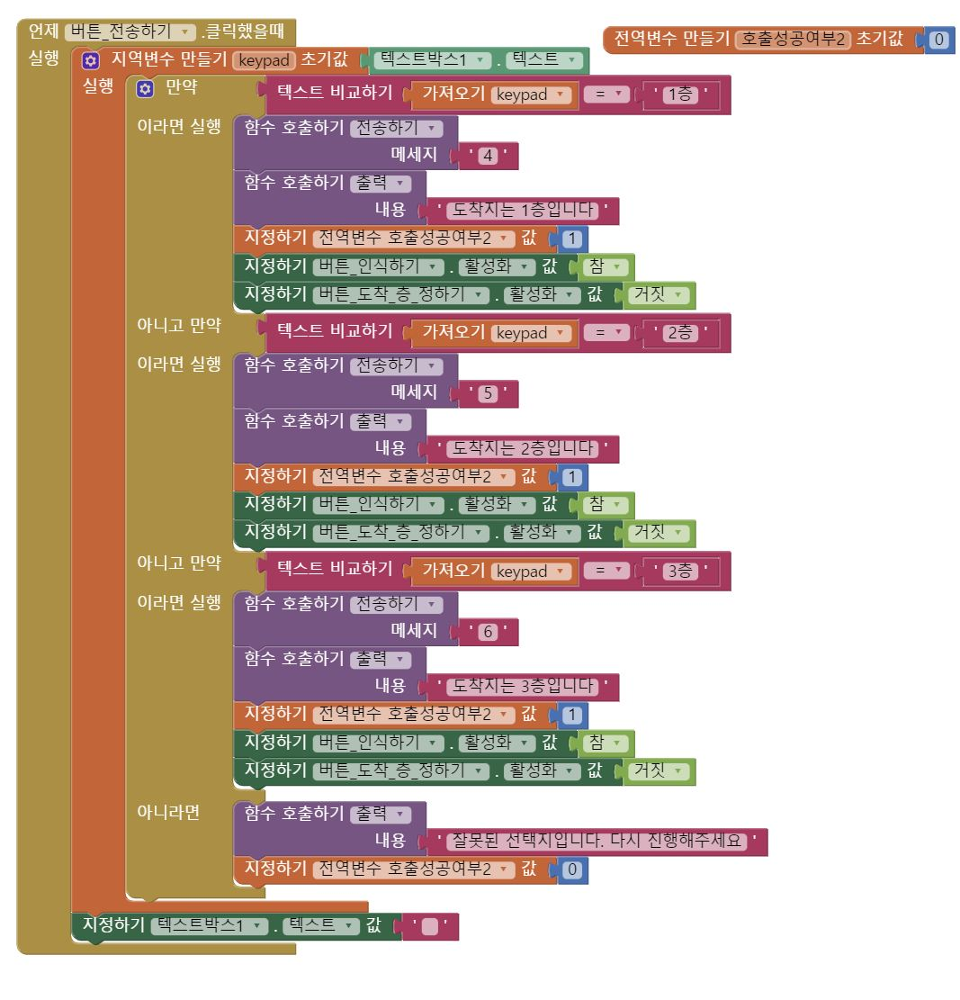 언제 버튼_전송하기 .클릭했을때
전역변수 만들기 호출성공여부2 초기값 0
실행 지역변수 만들기 keypad 초기값 텍스트박스1 . 텍스트
실행 만약 텍스트 비교하기 가져오기 keypad = ' 1층 '
이라면 실행 함수 호출하기 전송하기
메세지 ' 4 '
함수 호출하기 출력
내용 ' 도착지는 1층입니다 '
지정하기 전역변수 호출성공여부2 값 1
지정하기 버튼_인식하기 . 활성화 값 참
지정하기 버튼_도착_층_정하기 . 활성화 값 거짓
아니고 만약 텍스트 비교하기 가져오기 keypad = ' 2층 '
이라면 실행 함수 호출하기 전송하기
메세지 ' 5 '
함수 호출하기 출력
내용 ' 도착지는 2층입니다 '
지정하기 전역변수 호출성공여부2 값 1
지정하기 버튼_인식하기 . 활성화 값 참
지정하기 버튼_도착_층_정하기 . 활성화 값 거짓
아니고 만약 텍스트 비교하기 가져오기 keypad = ' 3층 '
이라면 실행 함수 호출하기 전송하기
메세지 ' 6 '
함수 호출하기 출력
내용 ' 도착지는 3층입니다 '
지정하기 전역변수 호출성공여부2 값 1
지정하기 버튼_인식하기 . 활성화 값 참
지정하기 버튼_도착_층_정하기 . 활성화 값 거짓
아니라면 함수 호출하기 출력
내용 ' 잘못된 선택지입니다. 다시 진행해주세요 '
지정하기 전역변수 호출성공여부2 값 0
지정하기 텍스트박스1 . 텍스트 값 ' '